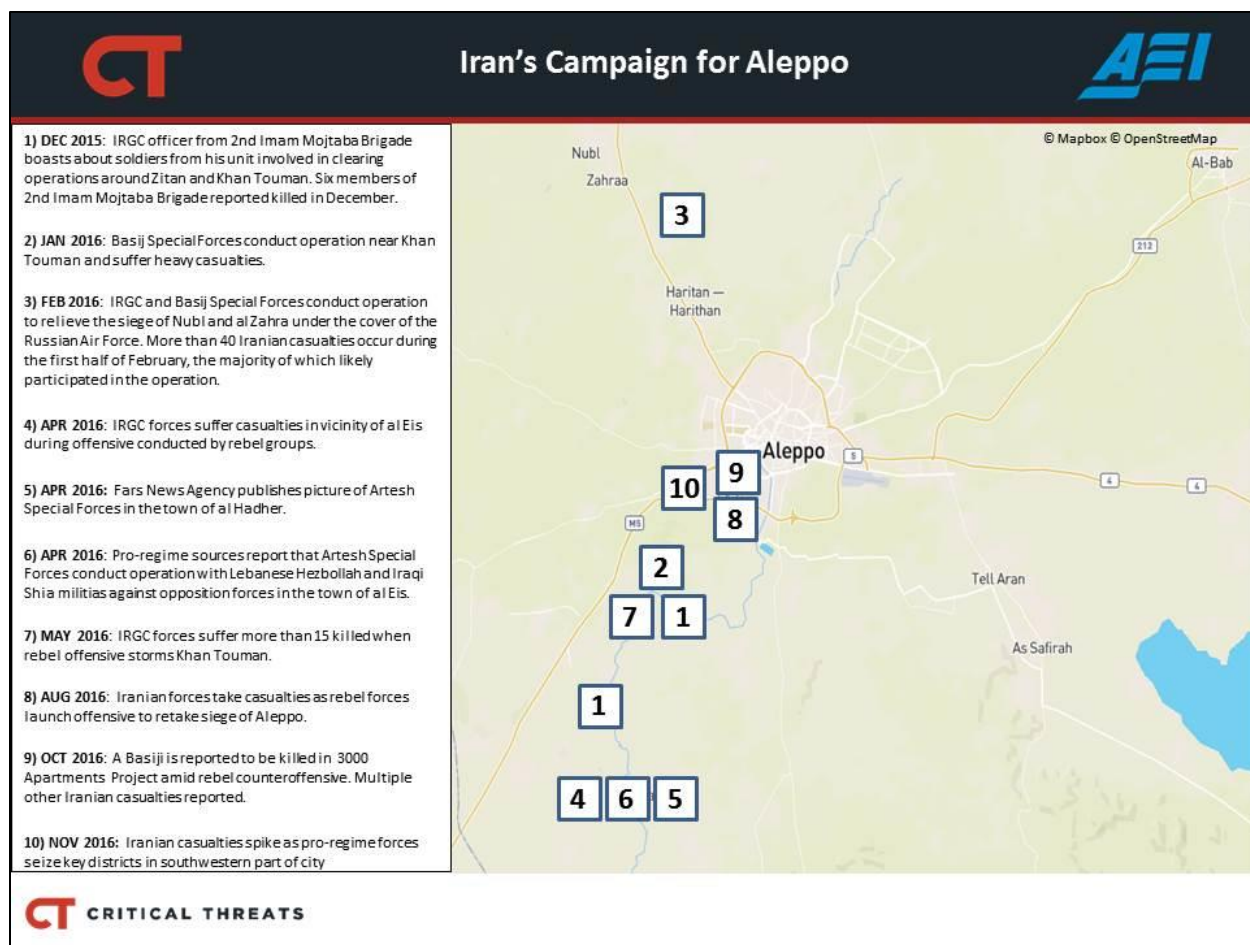 CT
Iran's Campaign for Aleppo
AEI
1) DEC 2015: IRGC officer from 2nd Imam Mojtaba Brigade
boasts about soldiers from his unit involved in clearing
operations around Zitan and Khan Touman. Six members of
2nd Imam Mojtaba Brigade reported killed in December.
2) JAN 2016: Basij Special Forces conduct operation near Khan
Touman and suffer heavy casualties.
3) FEB 2016: IRGC and Basij Special Forces conduct operation
to relieve the siege of Nubl and al Zahra under the cover of the
Russian Air Force. More than 40 Iranian casualties occur during
the first half of February, the majority of which likely
participated in the operation.
4) APR 2016: IRGC forces suffer casualties in vicinity of al Eis
during offensive conducted by rebel groups.
5) APR 2016: Fars News Agency publishes picture of Artesh
Special Forces in the town of al Hadher.
6) APR 2016: Pro-regime sources report that Artesh Special
Forces conduct operation with Lebanese Hezbollah and Iraqi
Shia militias against opposition forces in the town of al Eis.
7) MAY 2016: IRGC forces suffer more than 15 killed when
rebel offensive storms Khan Touman.
8) AUG 2016: Iranian forces take casualties as rebel forces
launch offensive to retake siege of Aleppo.
9) OCT 2016: A Basiji is reported to be killed in 3000
Apartments Project amid rebel counteroffensive. Multiple
other Iranian casualties reported.
10) NOV 2016: Iranian casualties spike as pro-regime forces
seize key districts in southwestern part of city
© Mapbox © OpenStreetMap
Nubl
Zahraa
Al-Bab
3
212
Haritan —
Harithan
Aleppo
5
9
10
4
4
8
M5
2
Tell Aran
7
1
As Safirah
1
4
6
5
CT CRITICAL THREATS